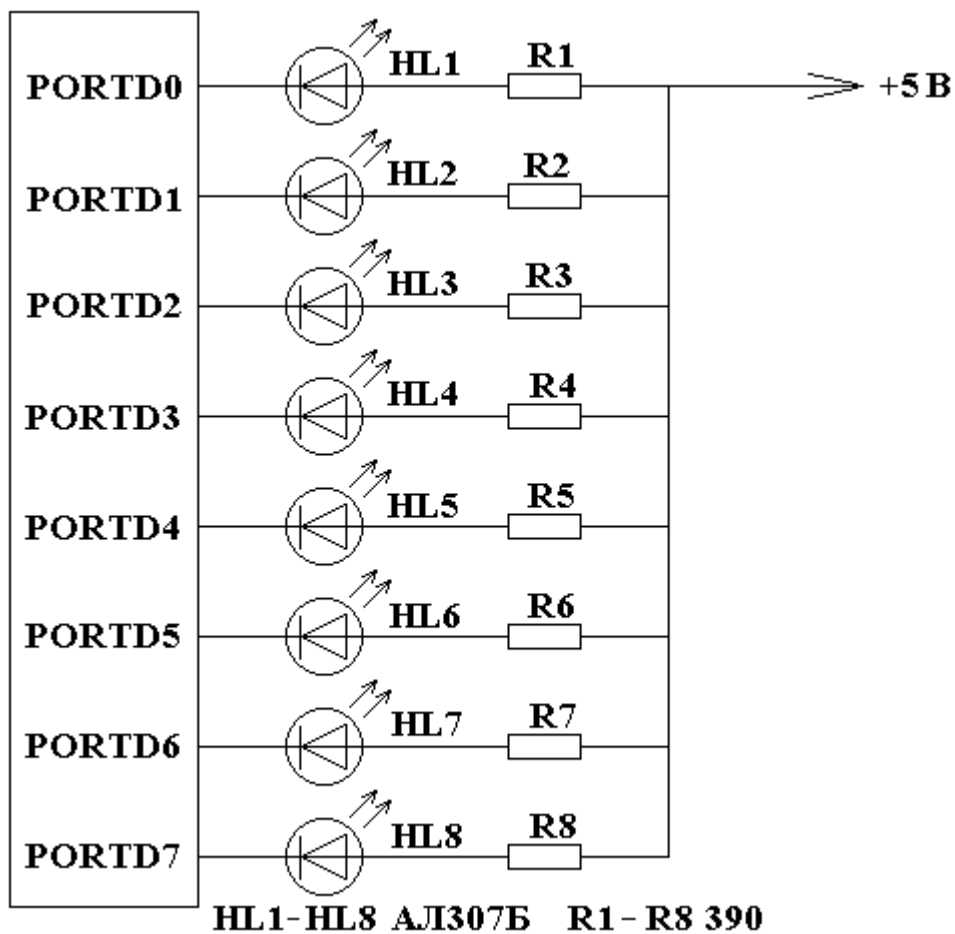 PORTD0 HL1 R1 +5 В
PORTD1 HL2 R2
PORTD2 HL3 R3
PORTD3 HL4 R4
PORTD4 HL5 R5
PORTD5 HL6 R6
PORTD6 HL7 R7
PORTD7 HL8 R8
HL1-HL8 АЛ307Б R1-R8 390